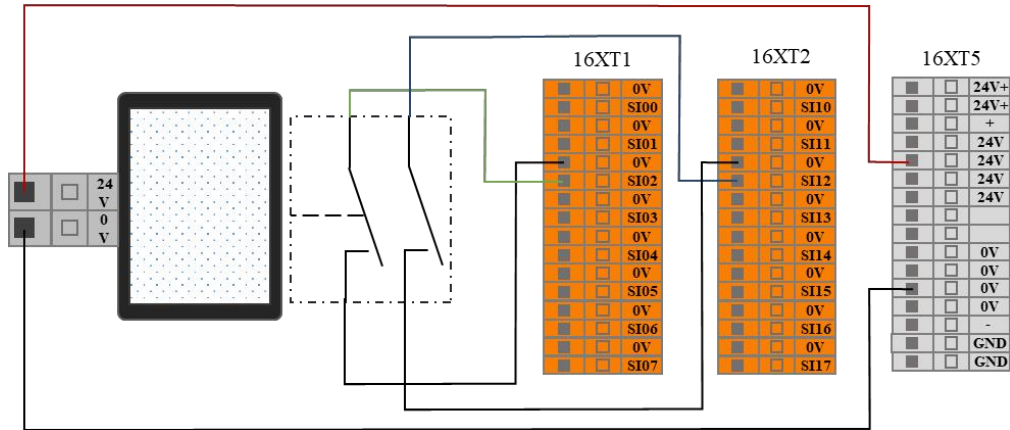 16XT1
16XT2
16XT5
24
V
0
V
0V
SI00
0V
SI01
0V
SI02
0V
SI03
0V
SI04
0V
SI05
0V
SI06
0V
SI07
0V
SI10
0V
SI11
0V
SI12
0V
SI13
0V
SI14
0V
SI15
0V
SI16
0V
SI17
24V+
24V+
+
24V
24V
24V
24V
0V
0V
0V
0V
-
GND
GND